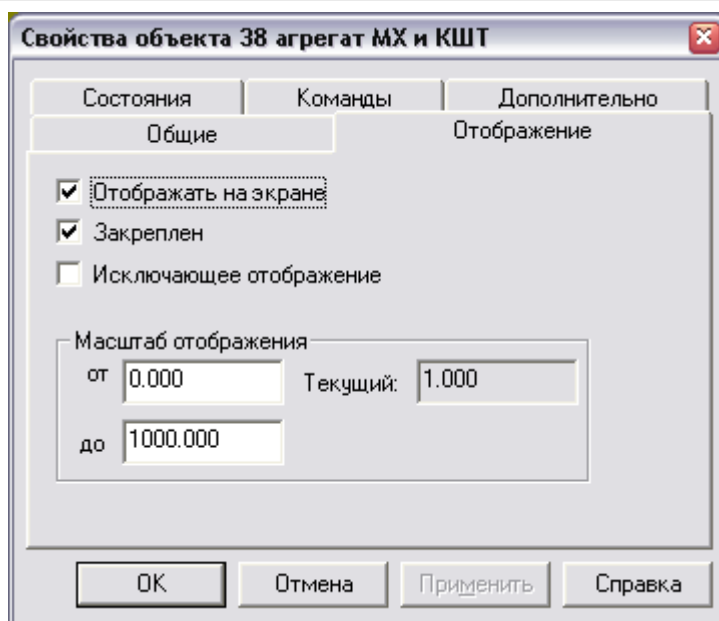 Свойства объекта 38 агрегат МХ и КШТ
Состояния Команды Дополнительно
Общие Отображение
Отображать на экране
Закреплен
Исключающее отображение
Масштаб отображения
от 0.000 Текущий: 1.000
до 1000.000
OK Отмена Применить Справка